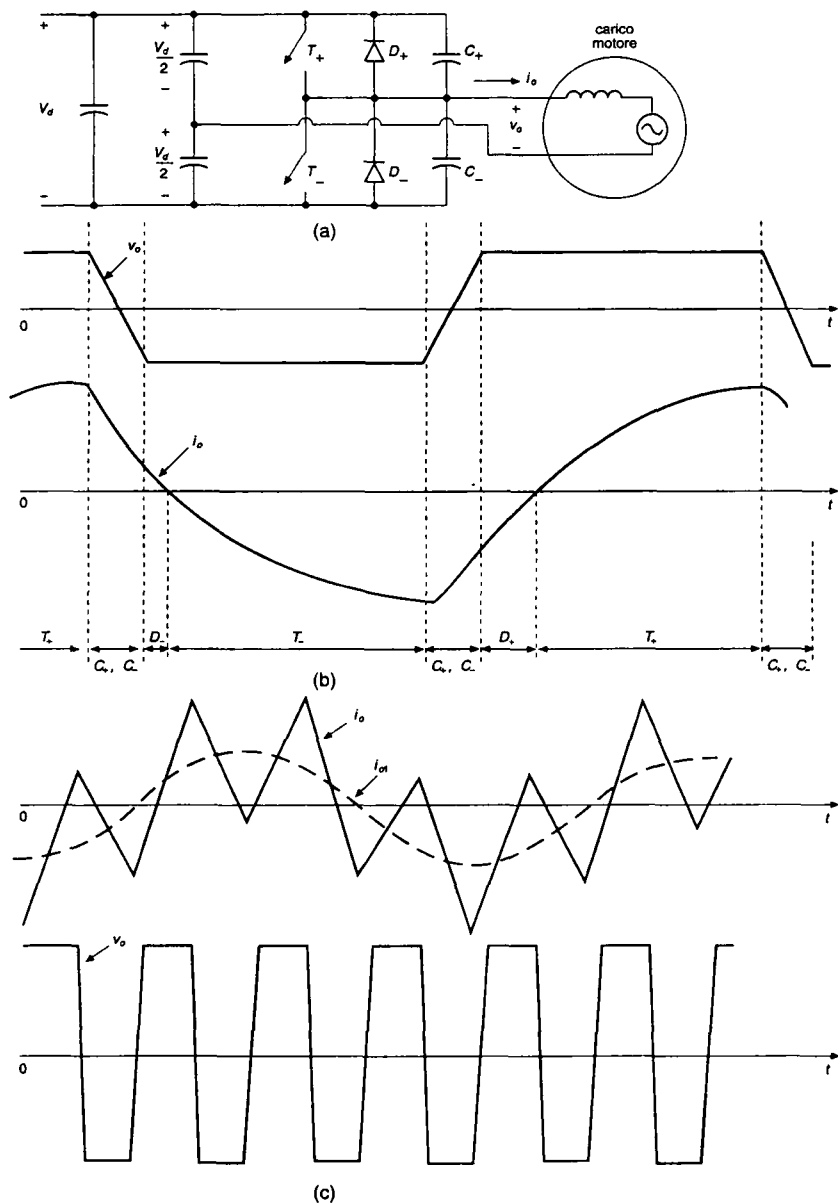 + + carico
motore
V_d/2 T_+ D_+ C_+ i_o
− +
V_d + v_o
V_d/2 T_− D_− C_− −
− −
(a)
v_o
0 t
i_o
0 t
T_+ D_− T_− D_+ T_+
C_+, C_− C_+, C_− C_+, C_−
(b)
i_o
i_o1
0 t
v_o
0 t
(c)